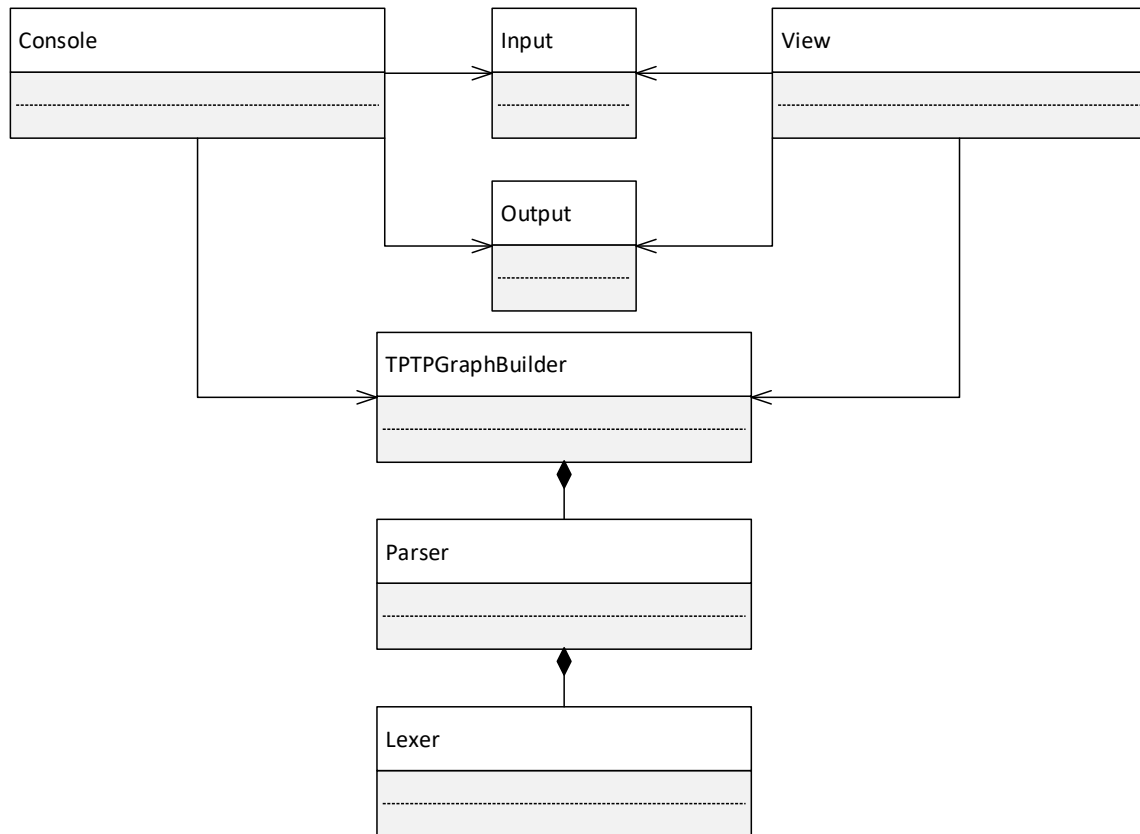 Console
Input
View
Output
TPTPGraphBuilder
Parser
Lexer